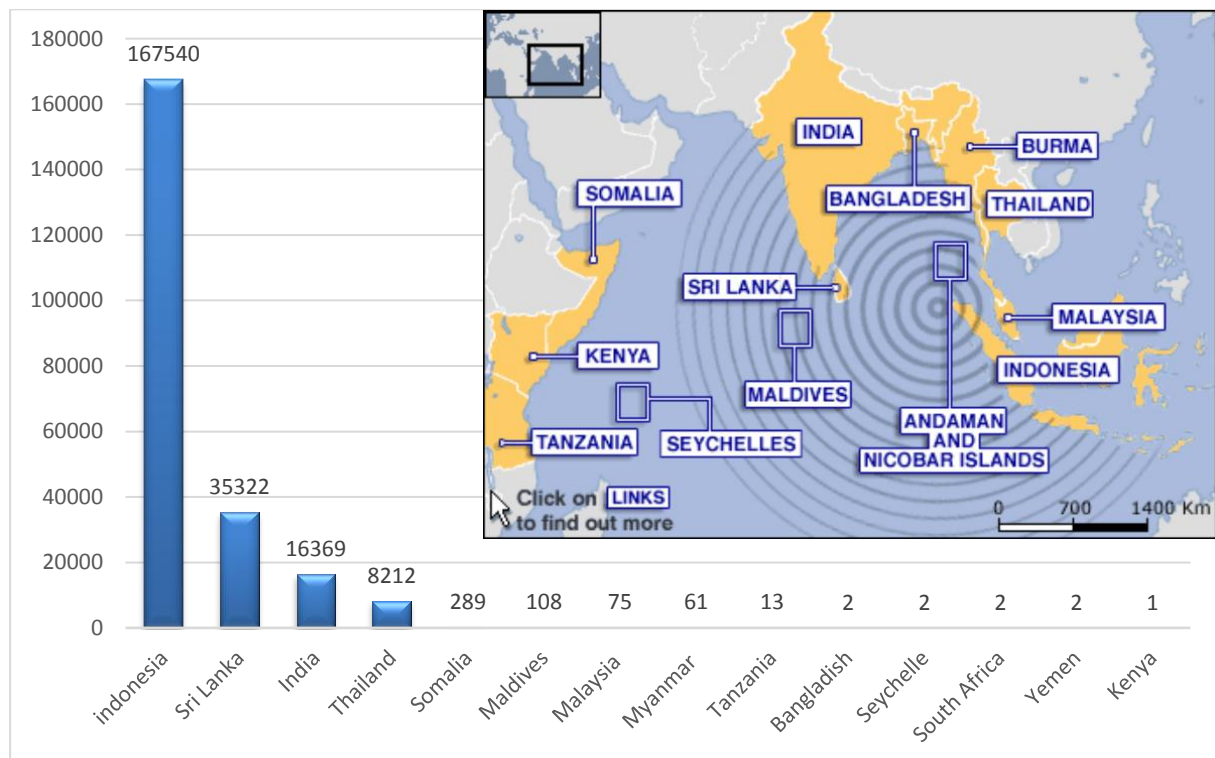 180000
160000
140000
120000
100000
80000
60000
40000
20000
0
167540
35322
16369
8212
289
108
75
61
13
2
2
2
2
1
indonesia
Sri Lanka
India
Thailand
Somalia
Maldives
Malaysia
Myanmar
Tanzania
Bangladish
Seychelle
South Africa
Yemen
Kenya
INDIA
BURMA
SOMALIA
BANGLADESH
THAILAND
SRI LANKA
MALAYSIA
KENYA
INDONESIA
MALDIVES
ANDAMAN
AND
NICOBAR ISLANDS
TANZANIA
SEYCHELLES
Click on LINKS
to find out more
0 700 1400 Km